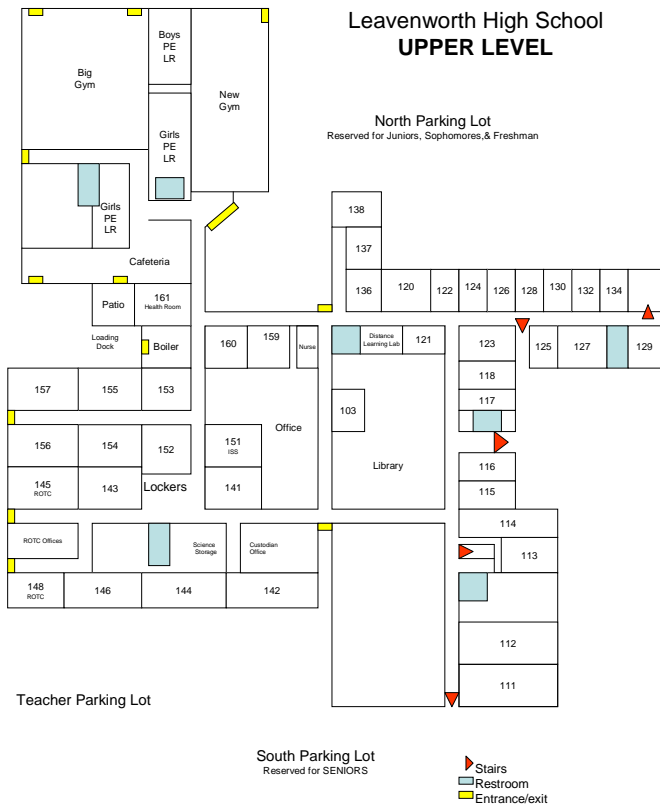 Leavenworth High School
UPPER LEVEL
Boys
PE
LR
Big
Gym
New
Gym
North Parking Lot
Reserved for Juniors, Sophomores,& Freshman
Girls
PE
LR
Girls
PE
LR
138
137
Cafeteria
136
120
122
124
126
128
130
132
134
Patio
161
Health Room
Loading
Dock
Boiler
160
159
Nurse
Distance
Learning Lab
121
123
125
127
129
118
117
157
155
153
103
156
154
152
151
ISS
Office
Library
116
145
ROTC
143
Lockers
141
115
114
ROTC Offices
Science
Storage
Custodian
Office
113
148
ROTC
146
144
142
112
111
Teacher Parking Lot
South Parking Lot
Reserved for SENIORS
Stairs
Restroom
Entrance/exit